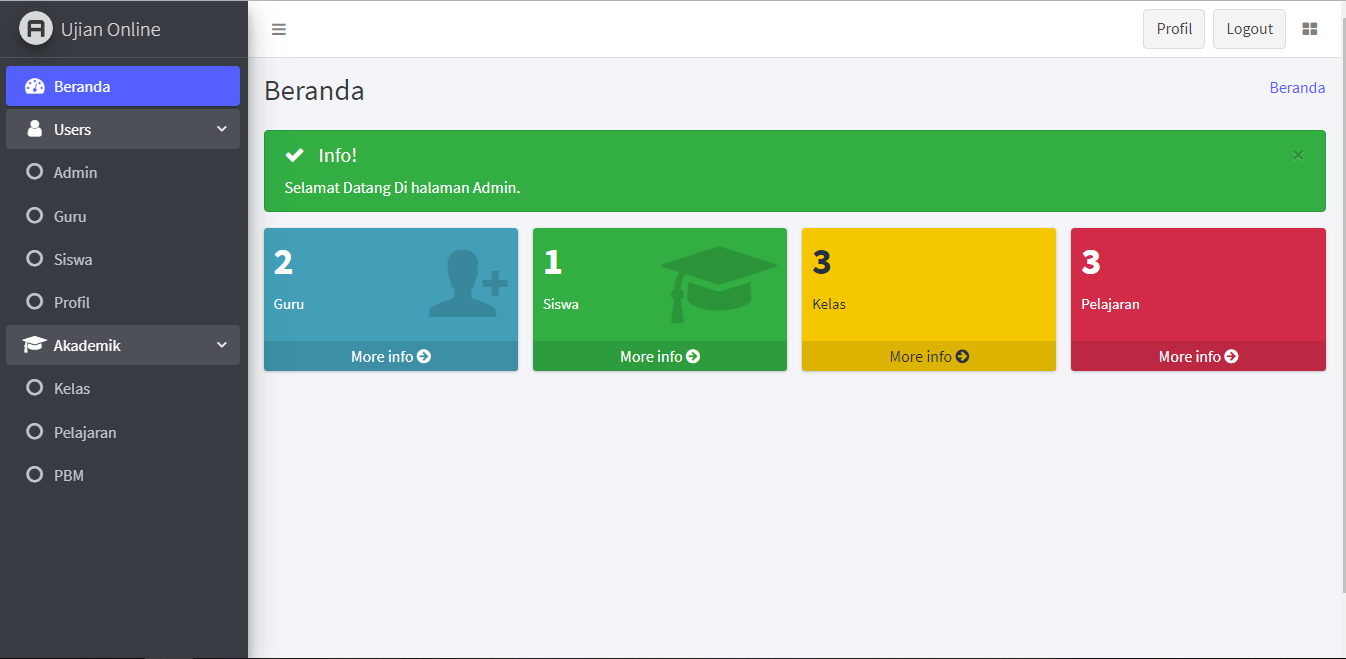 Ujian Online
Profil
Logout
Beranda
Users
Admin
Guru
Siswa
Profil
Akademik
Kelas
Pelajaran
PBM
Beranda
Beranda
Info!
×
Selamat Datang Di halaman Admin.
2
Guru
More info
1
Siswa
More info
3
Kelas
More info
3
Pelajaran
More info